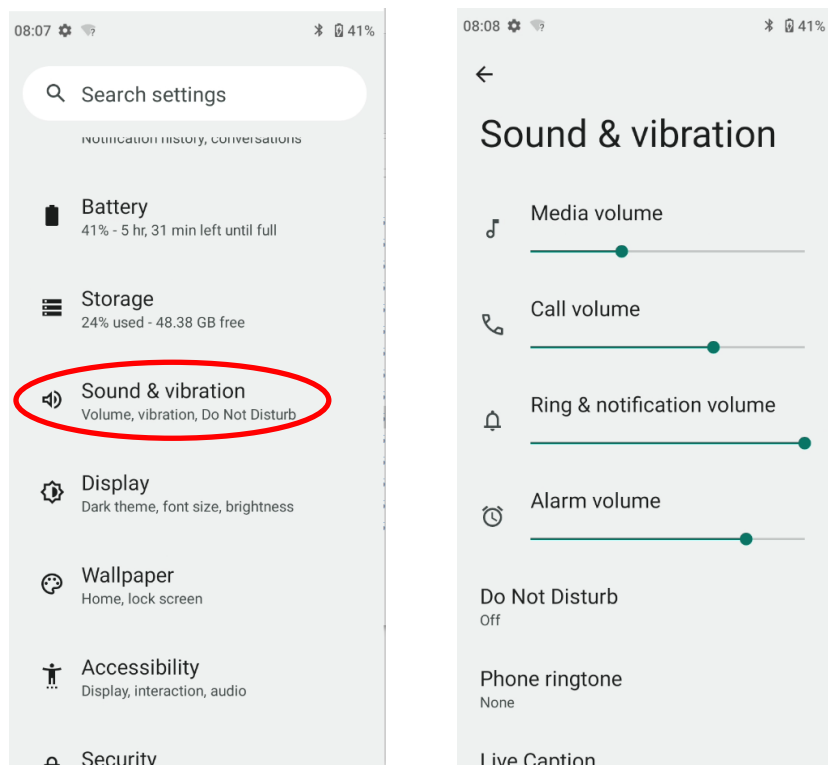 08:07 41%
Search settings
Notification history, conversations
Battery
41% - 5 hr, 31 min left until full
Storage
24% used - 48.38 GB free
Sound & vibration
Volume, vibration, Do Not Disturb
Display
Dark theme, font size, brightness
Wallpaper
Home, lock screen
Accessibility
Display, interaction, audio
Security
08:08 41%
Sound & vibration
Media volume
Call volume
Ring & notification volume
Alarm volume
Do Not Disturb
Off
Phone ringtone
None
Live Caption